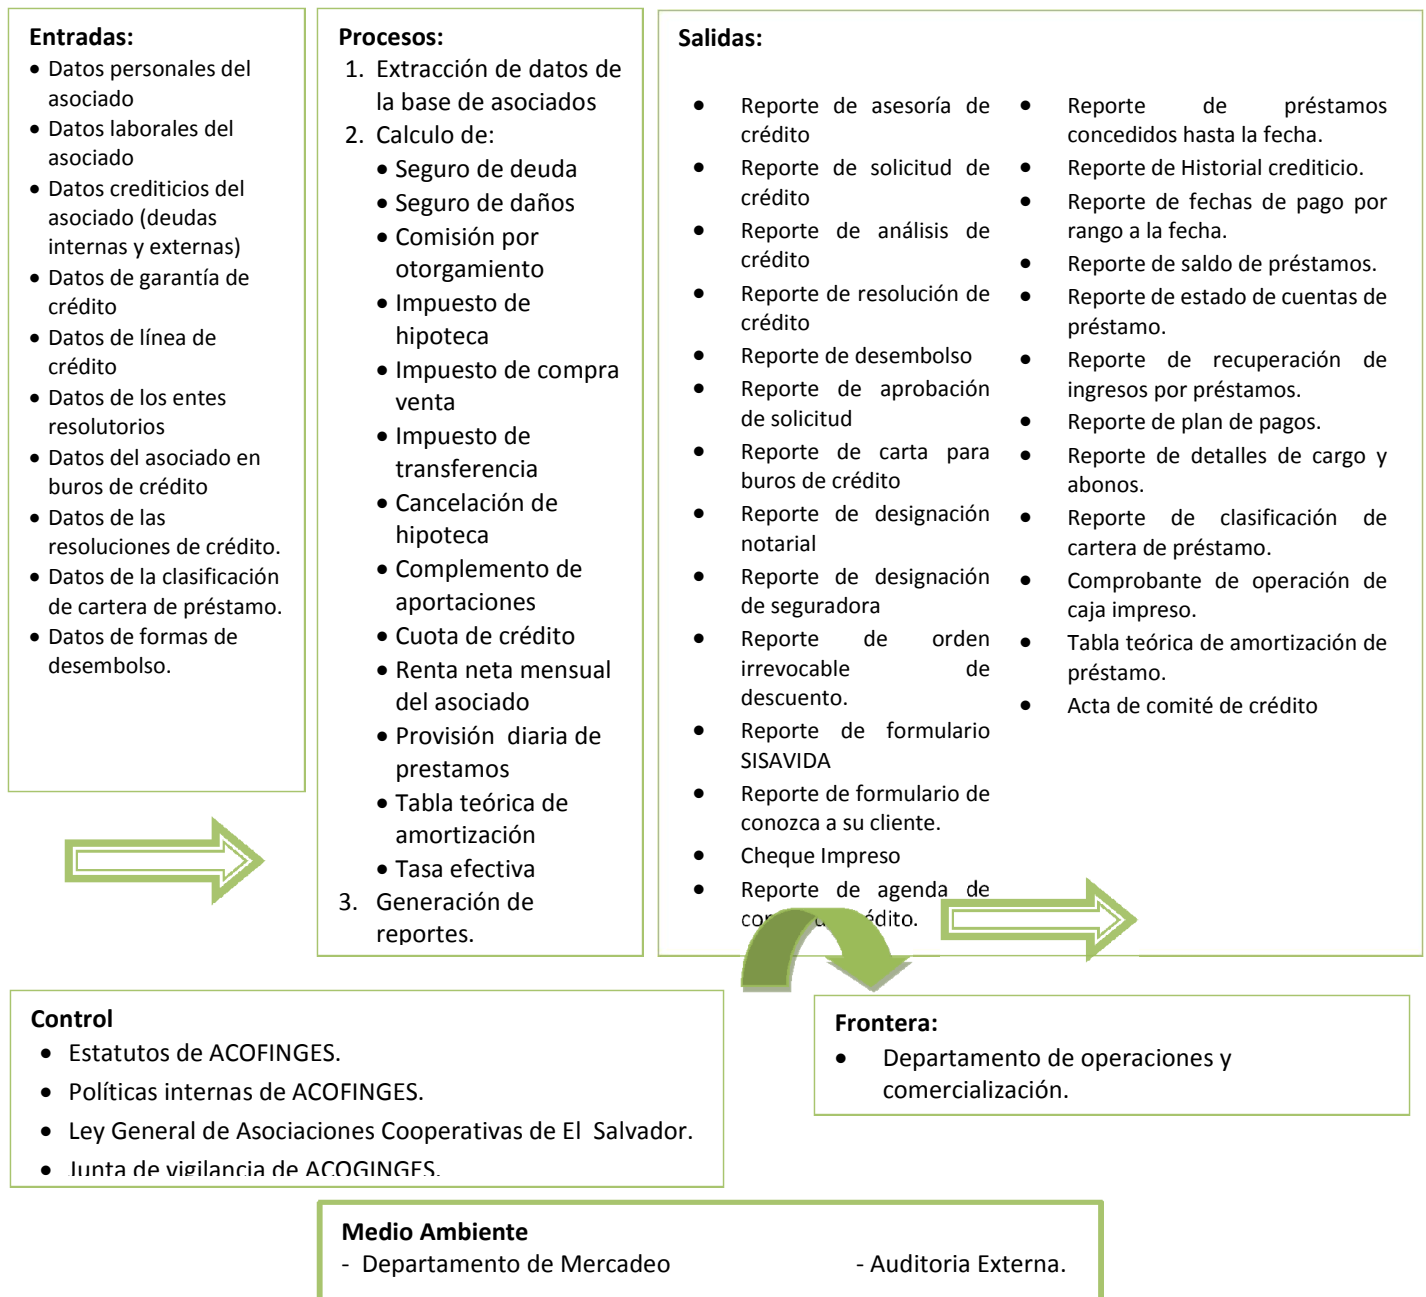 Entradas:
• Datos personales del
asociado
• Datos laborales del
asociado
• Datos crediticios del
asociado (deudas
internas y externas)
• Datos de garantía de
crédito
• Datos de línea de
crédito
• Datos de los entes
resolutorios
• Datos del asociado en
buros de crédito
• Datos de las
resoluciones de crédito.
• Datos de la clasificación
de cartera de préstamo.
• Datos de formas de
desembolso.
Procesos:
1. Extracción de datos de
la base de asociados
2. Calculo de:
• Seguro de deuda
• Seguro de daños
• Comisión por
otorgamiento
• Impuesto de
hipoteca
• Impuesto de compra
venta
• Impuesto de
transferencia
• Cancelación de
hipoteca
• Complemento de
aportaciones
• Cuota de crédito
• Renta neta mensual
del asociado
• Provisión diaria de
prestamos
• Tabla teórica de
amortización
• Tasa efectiva
3. Generación de
reportes.
Salidas:
• Reporte de asesoría de
crédito
• Reporte de solicitud de
crédito
• Reporte de análisis de
crédito
• Reporte de resolución de
crédito
• Reporte de desembolso
• Reporte de aprobación
de solicitud
• Reporte de carta para
buros de crédito
• Reporte de designación
notarial
• Reporte de designación
de seguradora
• Reporte de orden
irrevocable de
descuento.
• Reporte de formulario
SISAVIDA
• Reporte de formulario de
conozca a su cliente.
• Cheque Impreso
• Reporte de agenda de
• Reporte de préstamos
concedidos hasta la fecha.
• Reporte de Historial crediticio.
• Reporte de fechas de pago por
rango a la fecha.
• Reporte de saldo de préstamos.
• Reporte de estado de cuentas de
préstamo.
• Reporte de recuperación de
ingresos por préstamos.
• Reporte de plan de pagos.
• Reporte de detalles de cargo y
abonos.
• Reporte de clasificación de
cartera de préstamo.
• Comprobante de operación de
caja impreso.
• Tabla teórica de amortización de
préstamo.
• Acta de comité de crédito
Control
• Estatutos de ACOFINGES.
• Políticas internas de ACOFINGES.
• Ley General de Asociaciones Cooperativas de El Salvador.
• Junta de vigilancia de ACOGINGES.
Frontera:
• Departamento de operaciones y
comercialización.
Medio Ambiente
- Departamento de Mercadeo - Auditoria Externa.